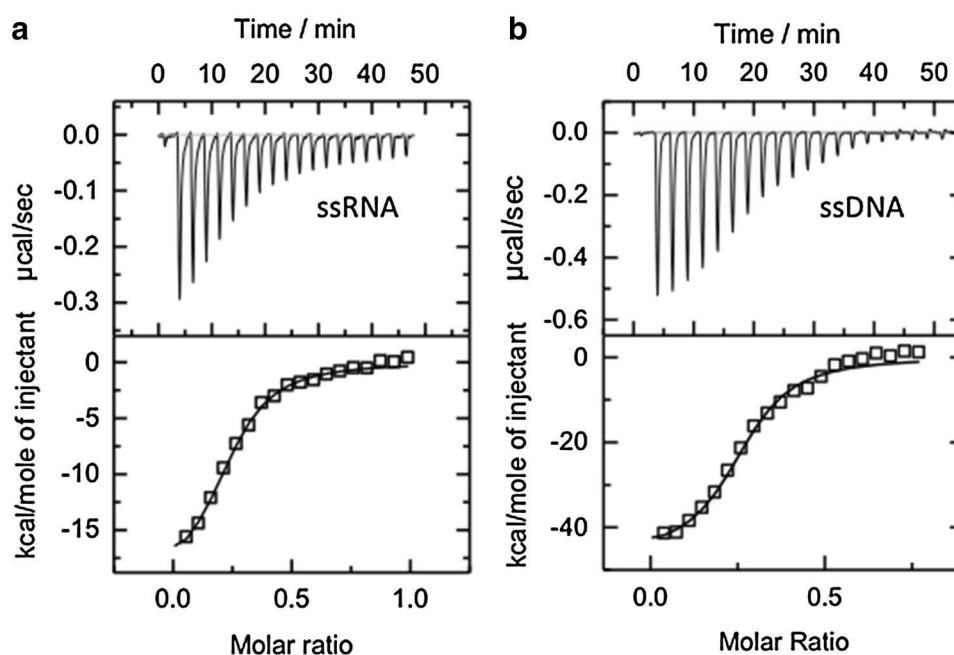 a
Time / min
0 10 20 30 40 50
0.0
-0.1
-0.2
-0.3
µcal/sec
ssRNA
0
-5
-10
-15
kcal/mole of injectant
0.0 0.5 1.0
Molar ratio
b
Time / min
0 10 20 30 40 50
0.0
-0.2
-0.4
-0.6
µcal/sec
ssDNA
0
-20
-40
kcal/mole of injectant
0.0 0.5
Molar Ratio